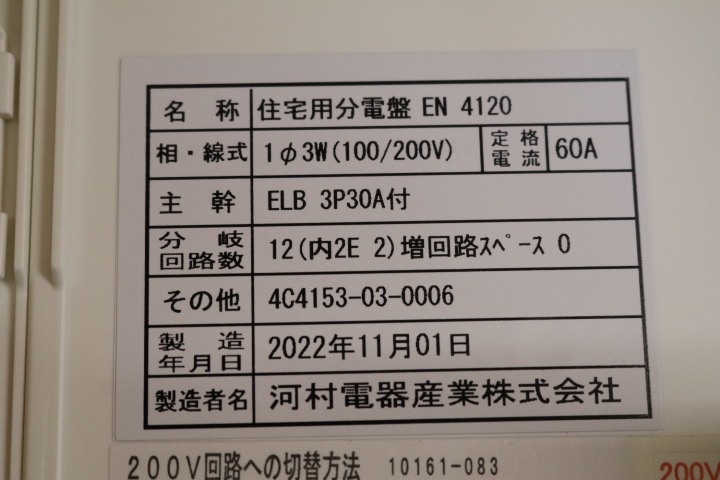 名称 住宅用分電盤 EN 4120
相・線式 1φ3W(100/200V) 定格電流 60A
主幹 ELB 3P30A付
分岐回路数 12(内2E 2)増回路ｽﾍﾟｰｽ 0
その他 4C4153-03-0006
製造年月日 2022年11月01日
製造者名 河村電器産業株式会社
200V回路への切替方法 10161-083
200V